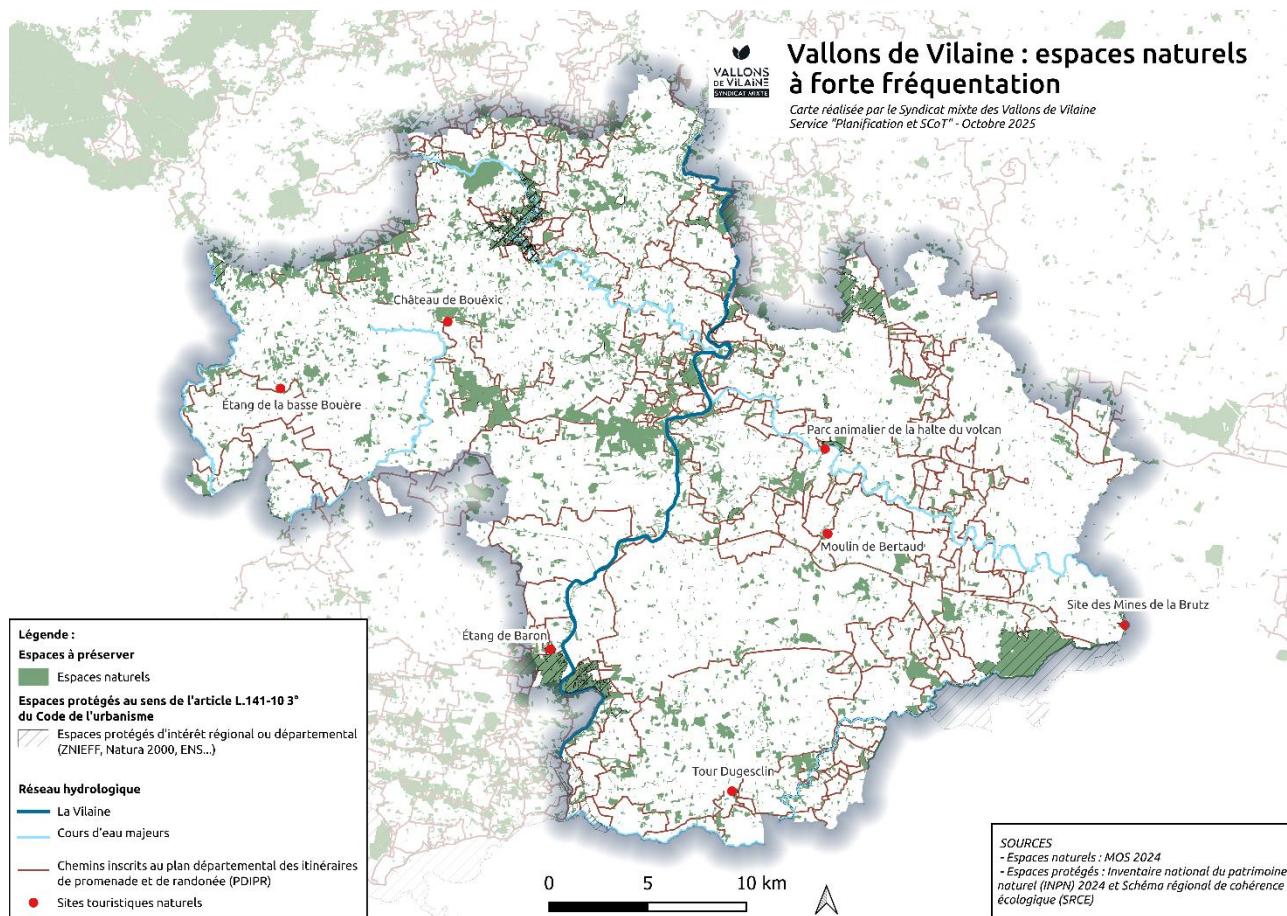 VALLONS
DE VILAINE
SYNDICAT MIXTE
Vallons de Vilaine : espaces naturels
à forte fréquentation
Carte réalisée par le Syndicat mixte des Vallons de Vilaine
Service "Planification et SCoT" - Octobre 2025
Château de Bouëxic
Étang de la basse Bouère
Parc animalier de la halte du volcan
Moulin de Bertaud
Site des Mines de la Brutz
Étang de Baron
Tour Dugesclin
Légende :
Espaces à préserver
Espaces naturels
Espaces protégés au sens de l'article L.141-10 3°
du Code de l'urbanisme
Espaces protégés d'intérêt régional ou départemental
(ZNIEFF, Natura 2000, ENS...)
Réseau hydrologique
La Vilaine
Cours d'eau majeurs
Chemins inscrits au plan départemental des itinéraires
de promenade et de randonée (PDIPR)
Sites touristiques naturels
0 5 10 km
SOURCES
- Espaces naturels : MOS 2024
- Espaces protégés : Inventaire national du patrimoine
naturel (INPN) 2024 et Schéma régional de cohérence
écologique (SRCE)